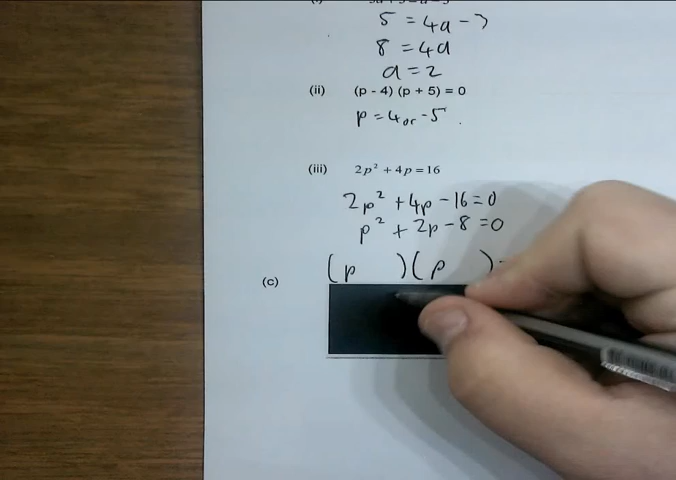 5 = 4a - 3
8 = 4a
a = 2
(ii) (p - 4) (p + 5) = 0
p = 4 or -5
(iii) 2p² + 4p = 16
2p² + 4p - 16 = 0
p² + 2p - 8 = 0
(p )(p )
(c)